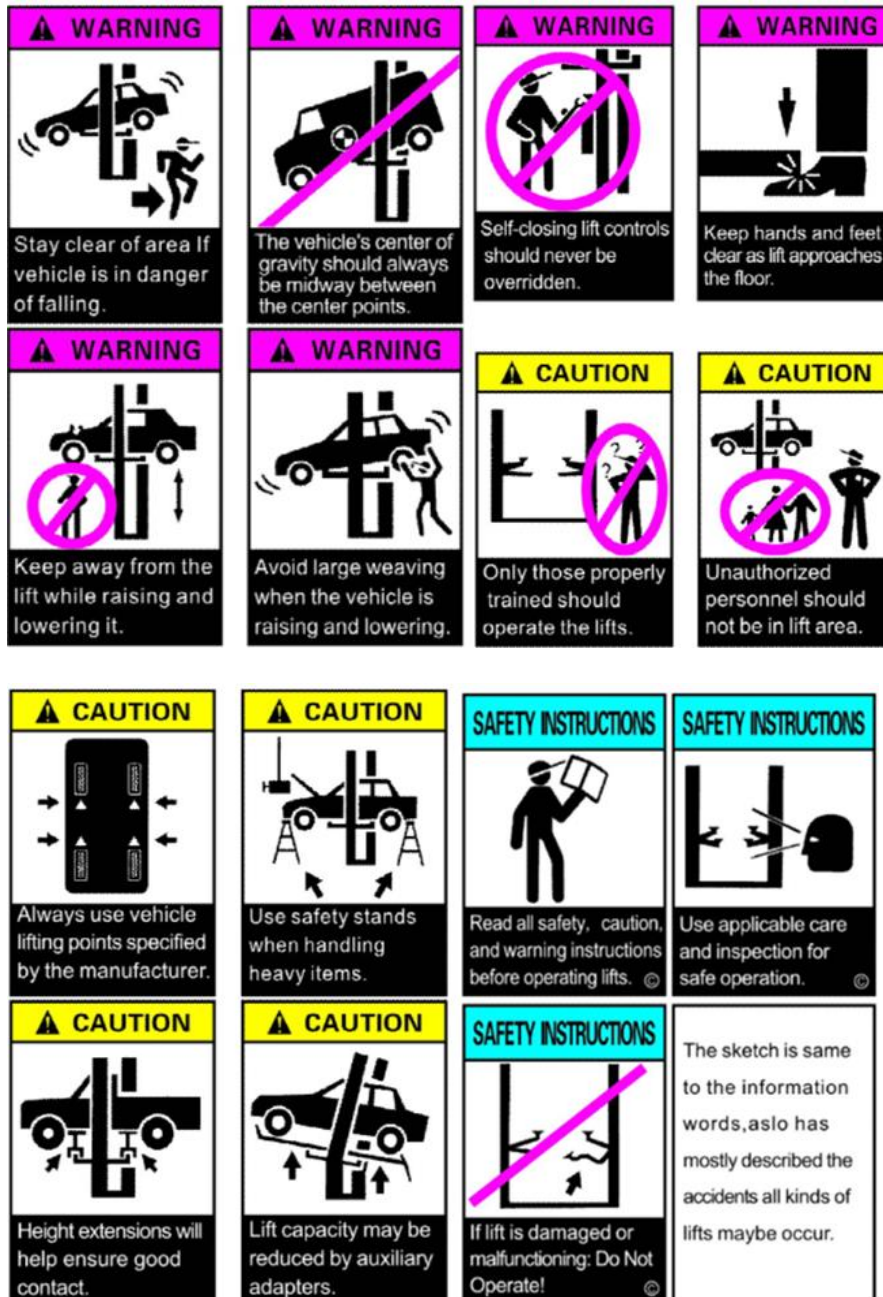 WARNING
Stay clear of area If
vehicle is in danger
of falling.
WARNING
The vehicle's center of
gravity should always
be midway between
the center points.
WARNING
Self-closing lift controls
should never be
overridden.
WARNING
Keep hands and feet
clear as lift approaches
the floor.
WARNING
Keep away from the
lift while raising and
lowering it.
WARNING
Avoid large weaving
when the vehicle is
raising and lowering.
CAUTION
? ?
Only those properly
trained should
operate the lifts.
CAUTION
Unauthorized
personnel should
not be in lift area.
CAUTION
Always use vehicle
lifting points specified
by the manufacturer.
CAUTION
Use safety stands
when handling
heavy items.
SAFETY INSTRUCTIONS
Read all safety, caution,
and warning instructions
before operating lifts. ©
SAFETY INSTRUCTIONS
Use applicable care
and inspection for
safe operation. ©
CAUTION
Height extensions will
help ensure good
contact.
CAUTION
Lift capacity may be
reduced by auxiliary
adapters.
SAFETY INSTRUCTIONS
If lift is damaged or
malfunctioning: Do Not
Operate! ©
The sketch is same
to the information
words,aslo has
mostly described the
accidents all kinds of
lifts maybe occur.